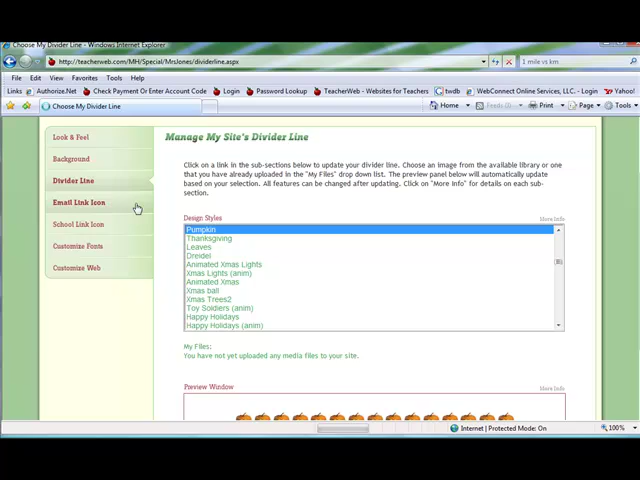 Choose My Divider Line - Windows Internet Explorer
http://teacherweb.com/MH/Special/MrsJones/dividerline.aspx
1 mile vs km
File Edit View Favorites Tools Help
Links Authorize.Net Check Payment Or Enter Account Code Login Password Lookup TeacherWeb - Websites for Teachers twdb WebConnect Online Services, LLC. - Login Yahoo!
Choose My Divider Line
Home Feeds Print Page Tools
Look & Feel
Background
Divider Line
Email Link Icon
School Link Icon
Customize Fonts
Customize Web
Manage My Site's Divider Line
Click on a link in the sub-sections below to update your divider line. Choose an image from the available library or one
that you have already uploaded in the "My Files" drop down list. The preview panel below will automatically update
based on your selection. All features can be changed after updating. Click on "More Info" for details on each sub-
section.
Design Styles
More Info
Pumpkin
Thanksgiving
Leaves
Dreidel
Animated Xmas Lights
Xmas Lights (anim)
Animated Xmas
Xmas ball
Xmas Trees2
Toy Soldiers (anim)
Happy Holidays
Happy Holidays (anim)
My Files:
You have not yet uploaded any media files to your site.
Preview Window
More Info
Internet | Protected Mode: On
100%